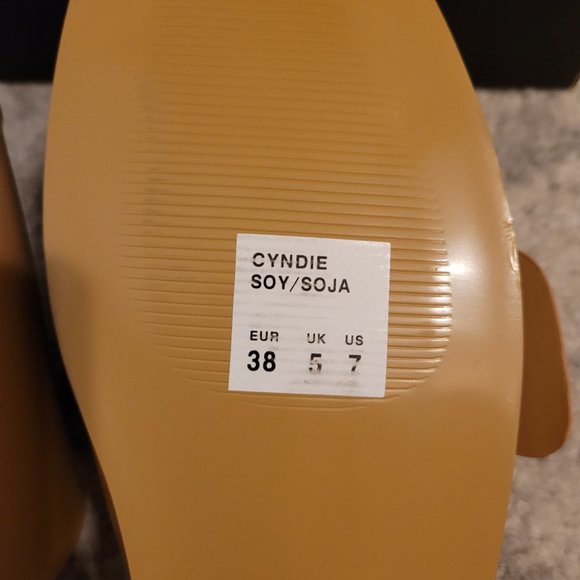 CYNDIE
SOY/SOJA
EUR UK US
38 5 7